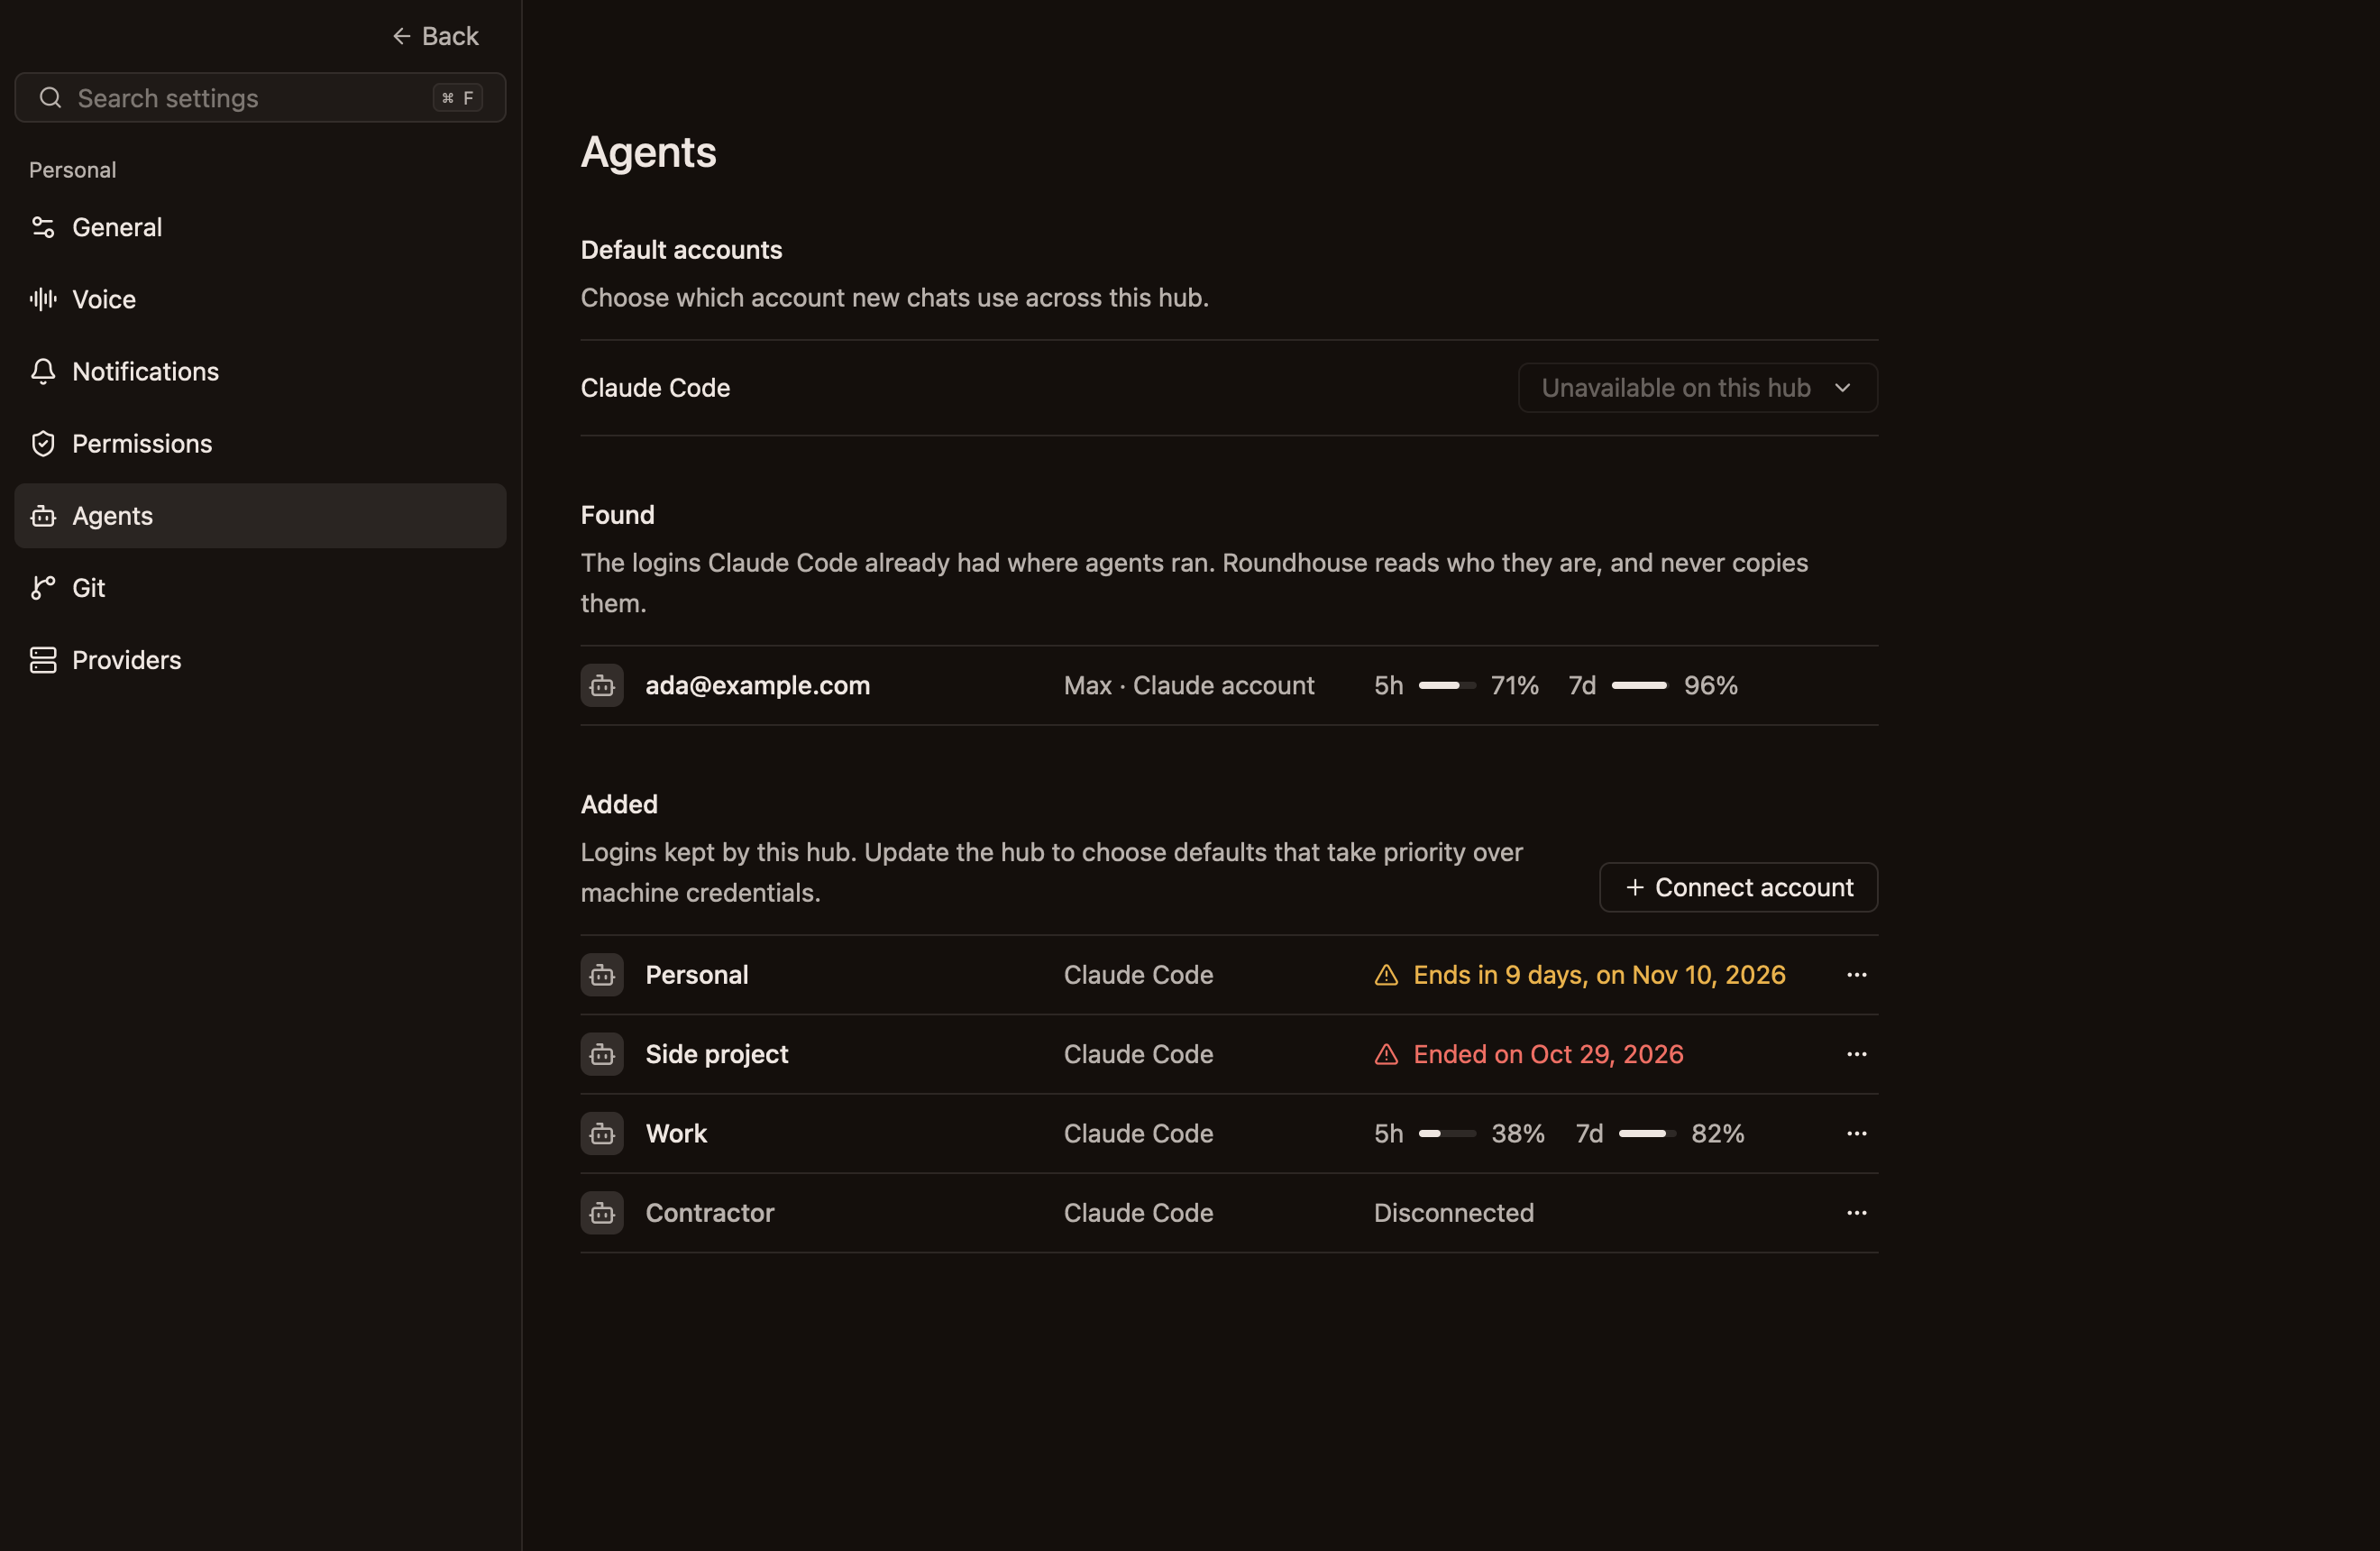 Back
Search settings
⌘ F
Personal
General
Voice
Notifications
Permissions
Agents
Git
Providers
Agents
Default accounts
Choose which account new chats use across this hub.
Claude Code
Unavailable on this hub
Found
The logins Claude Code already had where agents ran. Roundhouse reads who they are, and never copies
them.
ada@example.com
Max · Claude account
5h 71% 7d 96%
Added
Logins kept by this hub. Update the hub to choose defaults that take priority over
machine credentials.
Connect account
Personal
Claude Code
Ends in 9 days, on Nov 10, 2026
Side project
Claude Code
Ended on Oct 29, 2026
Work
Claude Code
5h 38% 7d 82%
Contractor
Claude Code
Disconnected